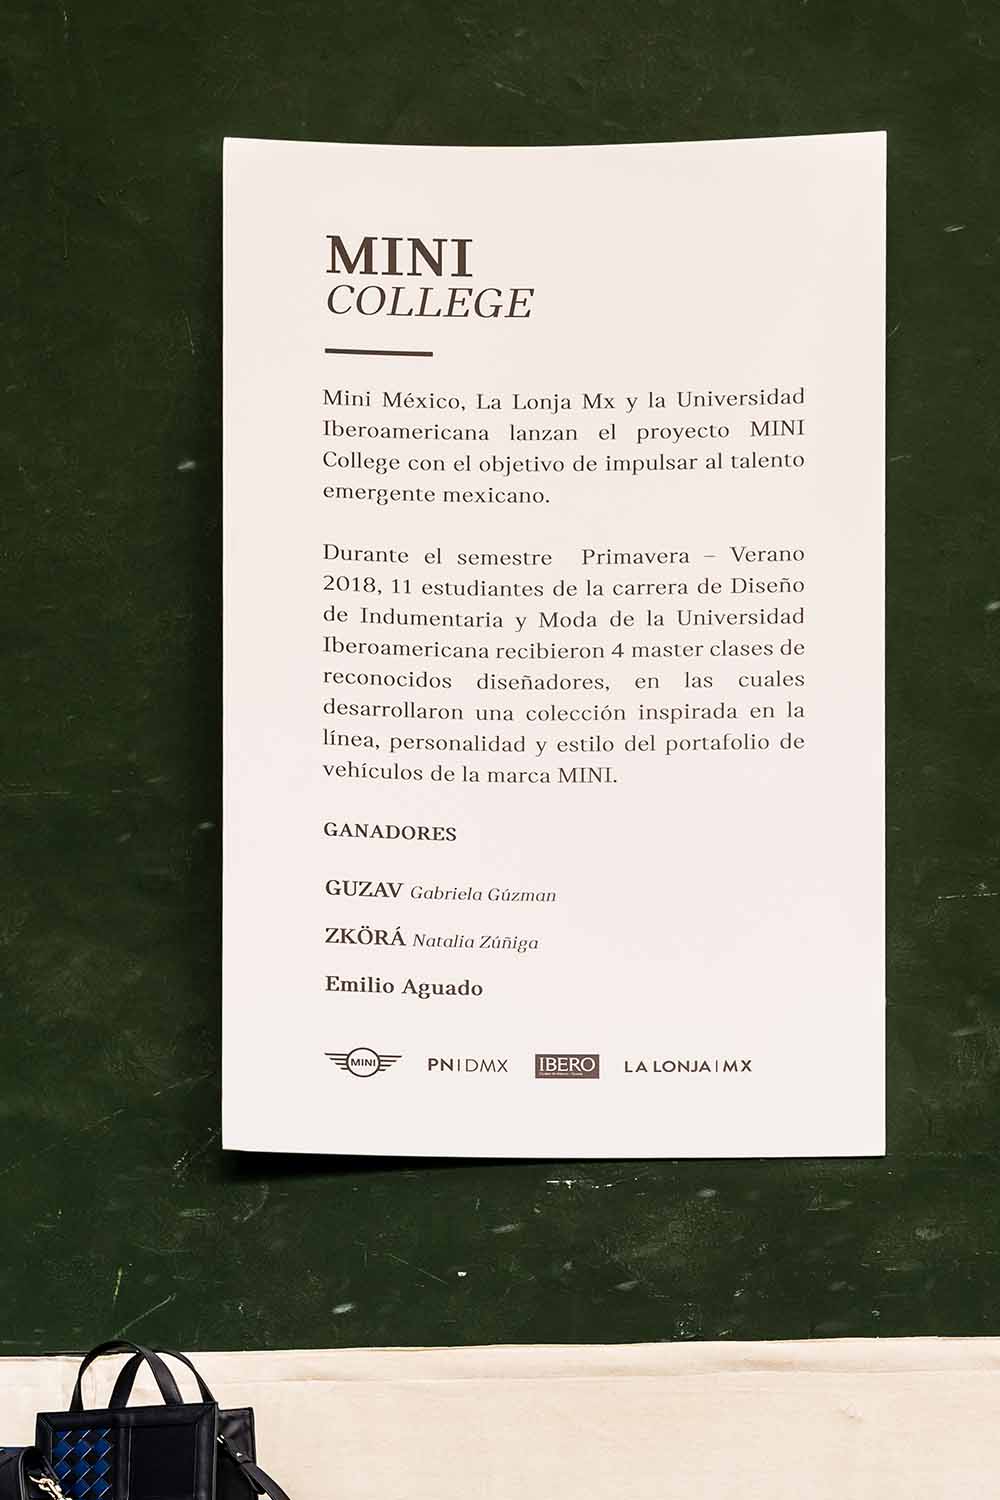 MINI
COLLEGE
Mini México, La Lonja Mx y la Universidad
Iberoamericana lanzan el proyecto MINI
College con el objetivo de impulsar al talento
emergente mexicano.
Durante el semestre Primavera – Verano
2018, 11 estudiantes de la carrera de Diseño
de Indumentaria y Moda de la Universidad
Iberoamericana recibieron 4 master clases de
reconocidos diseñadores, en las cuales
desarrollaron una colección inspirada en la
línea, personalidad y estilo del portafolio de
vehículos de la marca MINI.
GANADORES
GUZAV Gabriela Gúzman
ZKÖRÁ Natalia Zúñiga
Emilio Aguado
MINI PN|DMX IBERO LA LONJA|MX